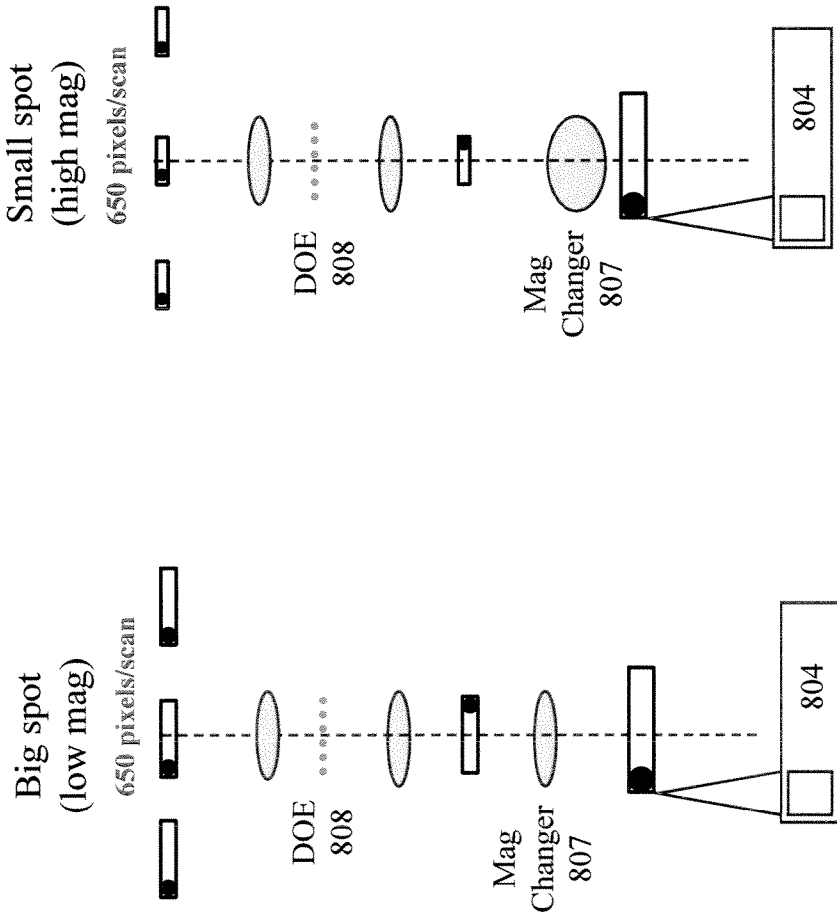 Big spot
(low mag)
650 pixels/scan
DOE
808
Mag
Changer
807
804
Small spot
(high mag)
650 pixels/scan
DOE
808
Mag
Changer
807
804